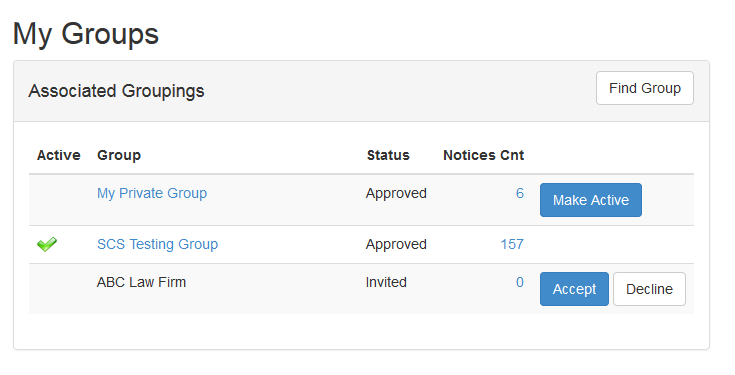 My Groups
Associated Groupings Find Group
Active Group Status Notices Cnt
My Private Group Approved 6 Make Active
SCS Testing Group Approved 157
ABC Law Firm Invited 0 Accept Decline